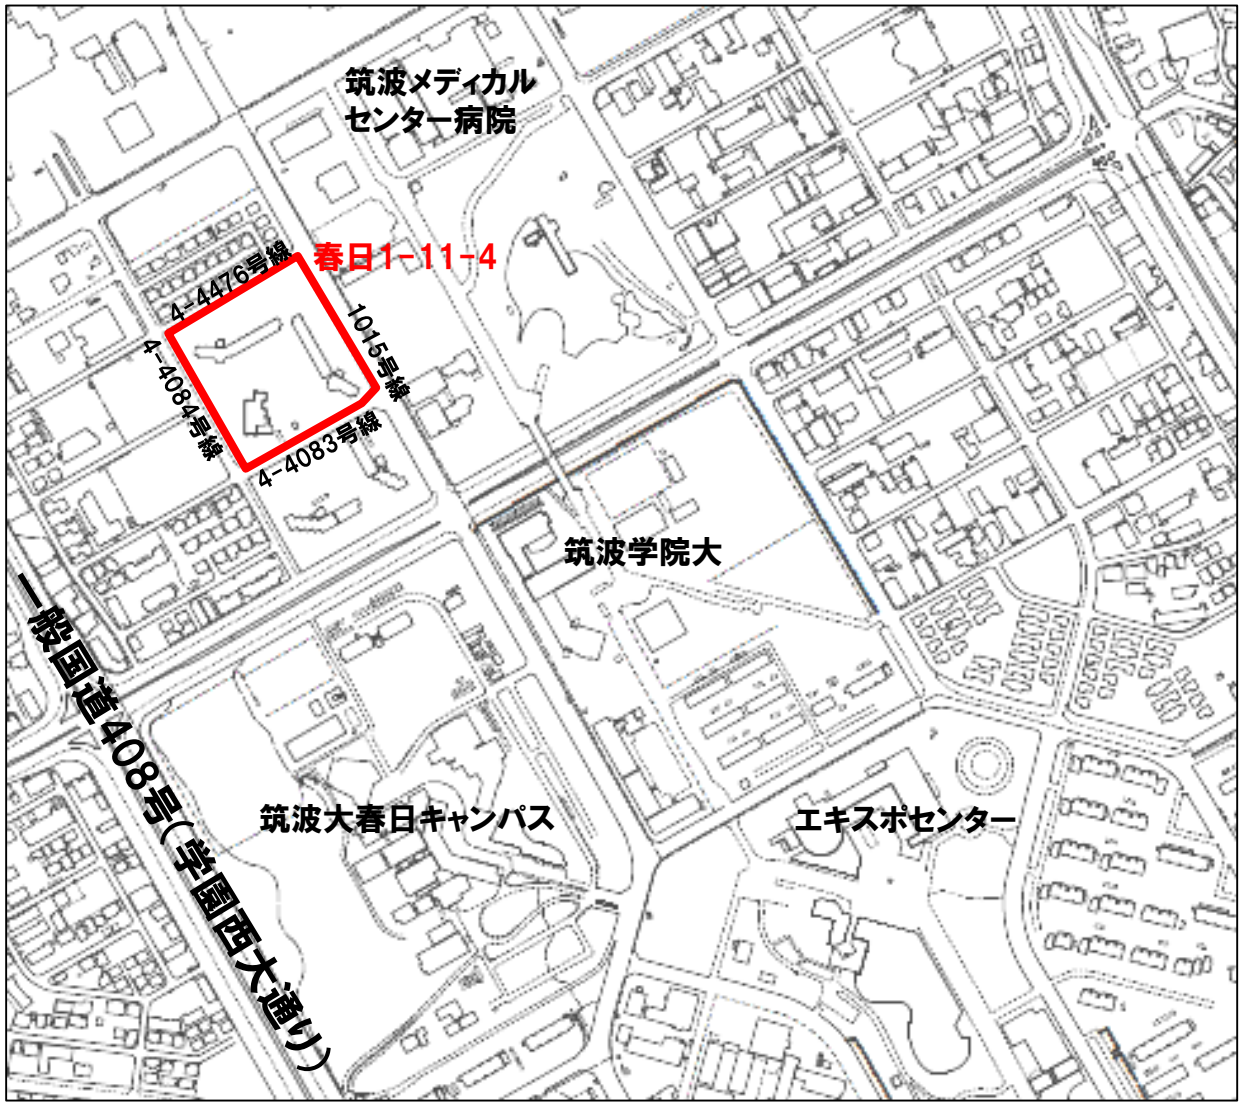 筑波メディカル
センター病院
春日1-11-4
4-4476号線
1015号線
4-4084号線
4-4083号線
筑波学院大
一般国道408号(学園西大通り)
筑波大春日キャンパス
エキスポセンター